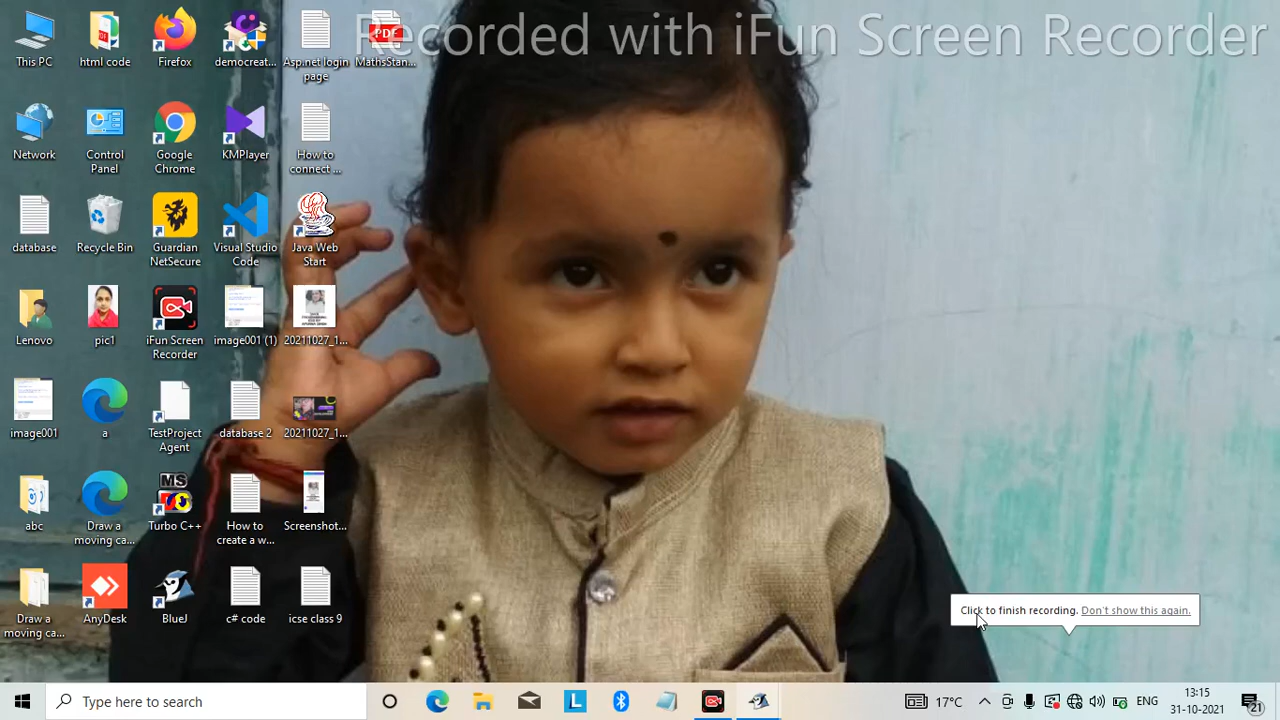 Recorded with iFun Screen Recorder
This PC
html code
Firefox
democreat...
Asp.net login
page
PDF
MathsStan...
Network
Control
Panel
Google
Chrome
KMPlayer
How to
connect ...
database
Recycle Bin
Guardian
NetSecure
Visual Studio
Code
Java Web
Start
Lenovo
pic1
iFun Screen
Recorder
image001 (1)
20211027_1...
image001
a
TestProject
Agent
database 2
20211027_1...
abc
Draw a
moving ca...
MS
Turbo C++
How to
create a w...
Screenshot...
Draw a
moving ca...
AnyDesk
BlueJ
c# code
icse class 9
Click to finish recording. Don't show this again.
Type here to search
L
17°C
ENG
15
31-10-2021
21